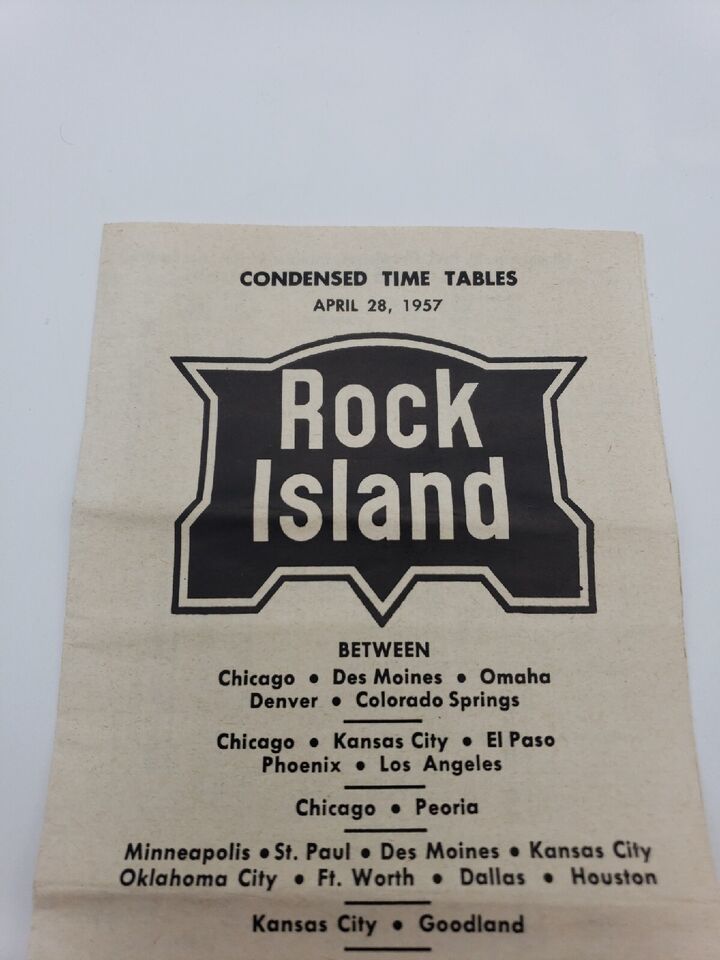 CONDENSED TIME TABLES
APRIL 28, 1957
Rock
Island
BETWEEN
Chicago • Des Moines • Omaha
Denver • Colorado Springs
Chicago • Kansas City • El Paso
Phoenix • Los Angeles
Chicago • Peoria
Minneapolis • St. Paul • Des Moines • Kansas City
Oklahoma City • Ft. Worth • Dallas • Houston
Kansas City • Goodland